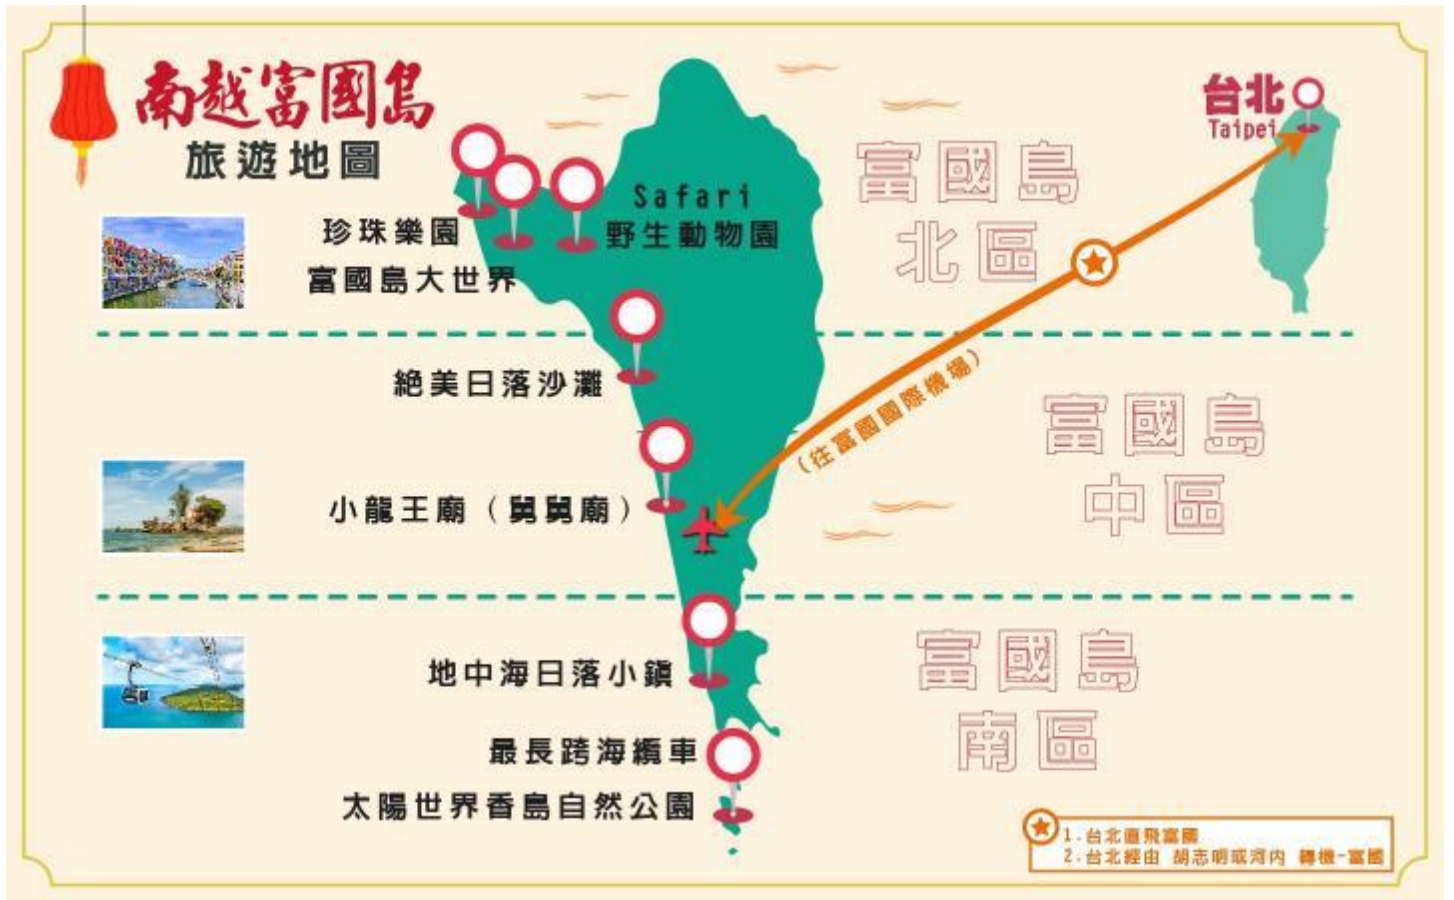 南越富國島
旅遊地圖
台北
Taipei
富國島
北區
Safari
野生動物園
珍珠樂園
富國島大世界
絕美日落沙灘
(往富國國際機場)
富國島
中區
小龍王廟（舅舅廟）
富國島
南區
地中海日落小鎮
最長跨海纜車
太陽世界香島自然公園
1.台北直飛富國
2.台北經由 胡志明或河內 轉機-富國